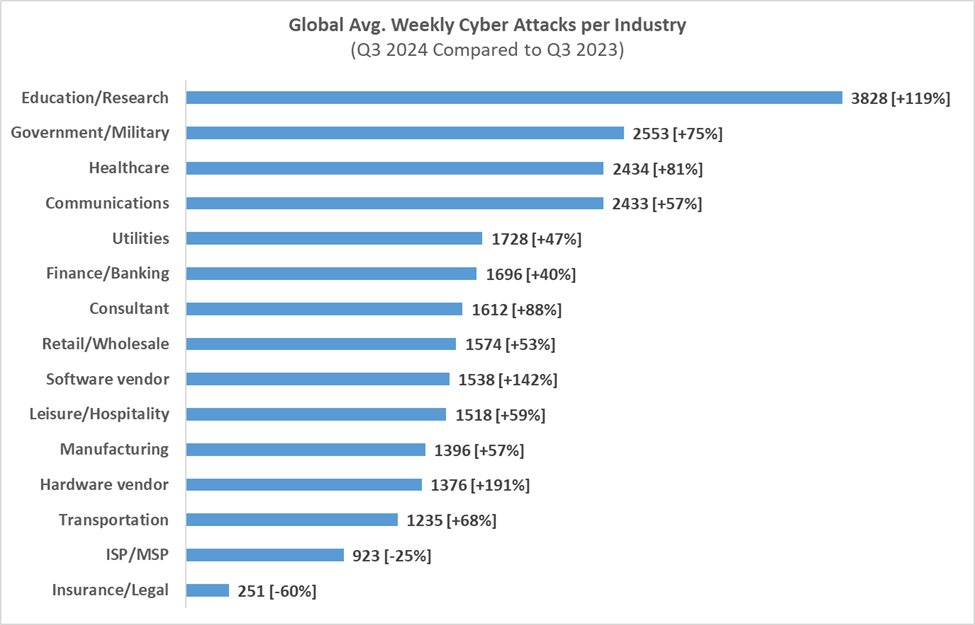 Global Avg. Weekly Cyber Attacks per Industry
(Q3 2024 Compared to Q3 2023)
Education/Research 3828 [+119%]
Government/Military 2553 [+75%]
Healthcare 2434 [+81%]
Communications 2433 [+57%]
Utilities 1728 [+47%]
Finance/Banking 1696 [+40%]
Consultant 1612 [+88%]
Retail/Wholesale 1574 [+53%]
Software vendor 1538 [+142%]
Leisure/Hospitality 1518 [+59%]
Manufacturing 1396 [+57%]
Hardware vendor 1376 [+191%]
Transportation 1235 [+68%]
ISP/MSP 923 [-25%]
Insurance/Legal 251 [-60%]